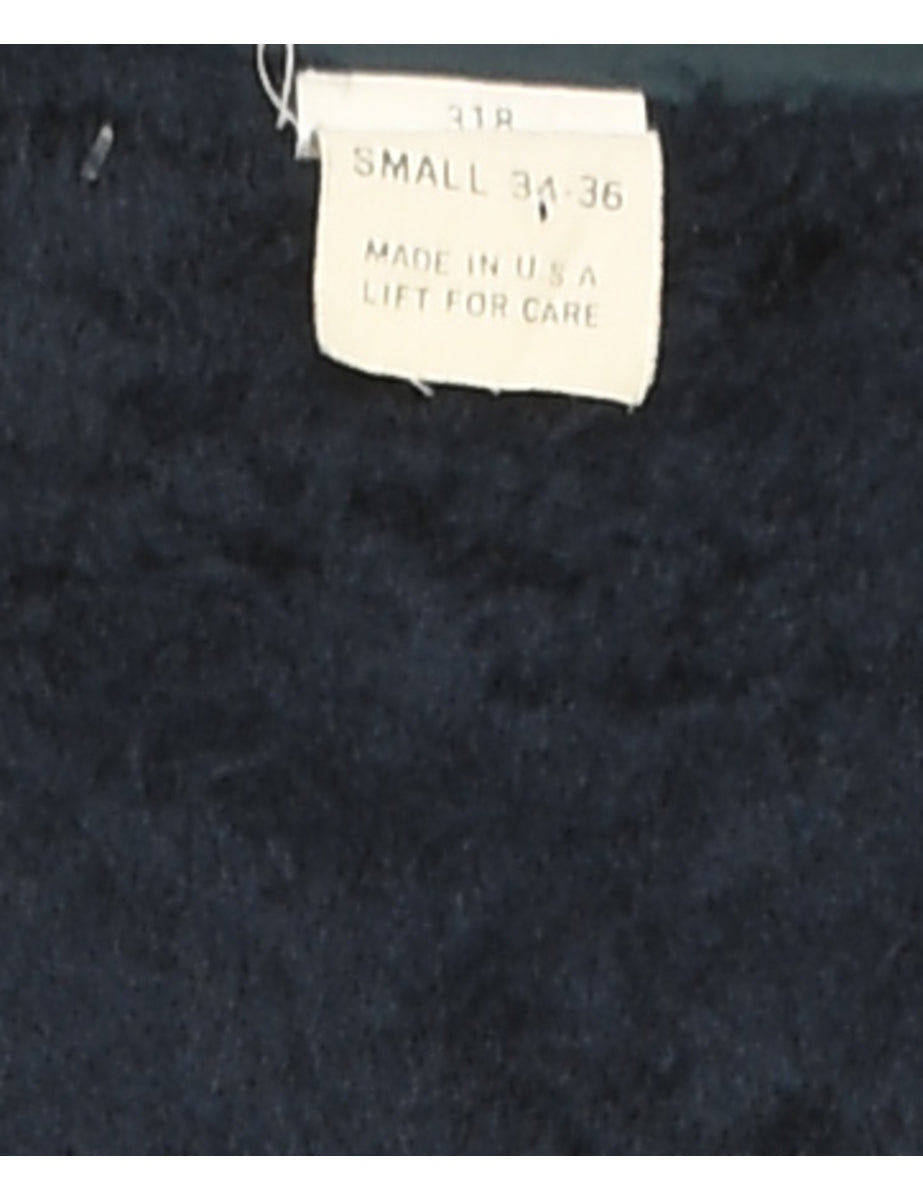 318
SMALL 34-36
MADE IN U S A
LIFT FOR CARE